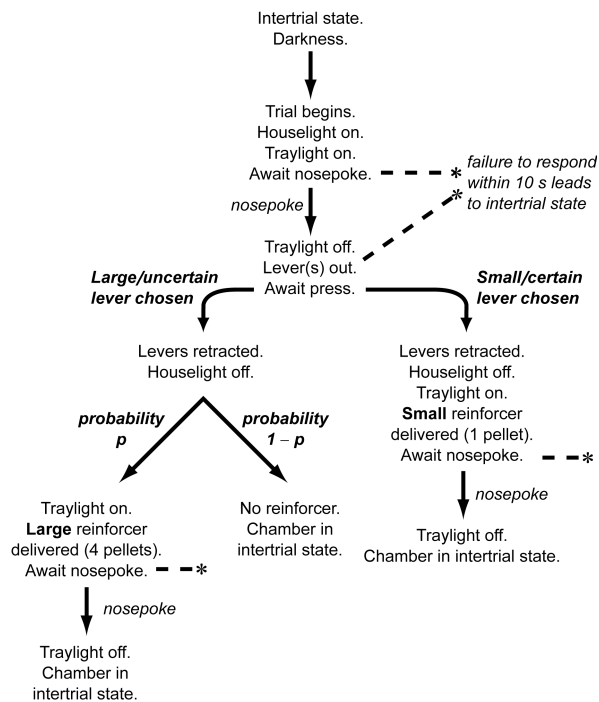 Intertrial state.
Darkness.
Trial begins.
Houselight on.
Traylight on.
Await nosepoke.
* failure to respond
* within 10 s leads
to intertrial state
nosepoke
Traylight off.
Lever(s) out.
Await press.
Large/uncertain
lever chosen
Small/certain
lever chosen
Levers retracted.
Houselight off.
probability
p
probability
1 – p
Levers retracted.
Houselight off.
Traylight on.
Small reinforcer
delivered (1 pellet).
Await nosepoke. *
nosepoke
Traylight off.
Chamber in intertrial state.
Traylight on.
Large reinforcer
delivered (4 pellets).
Await nosepoke. *
No reinforcer.
Chamber in
intertrial state.
nosepoke
Traylight off.
Chamber in
intertrial state.